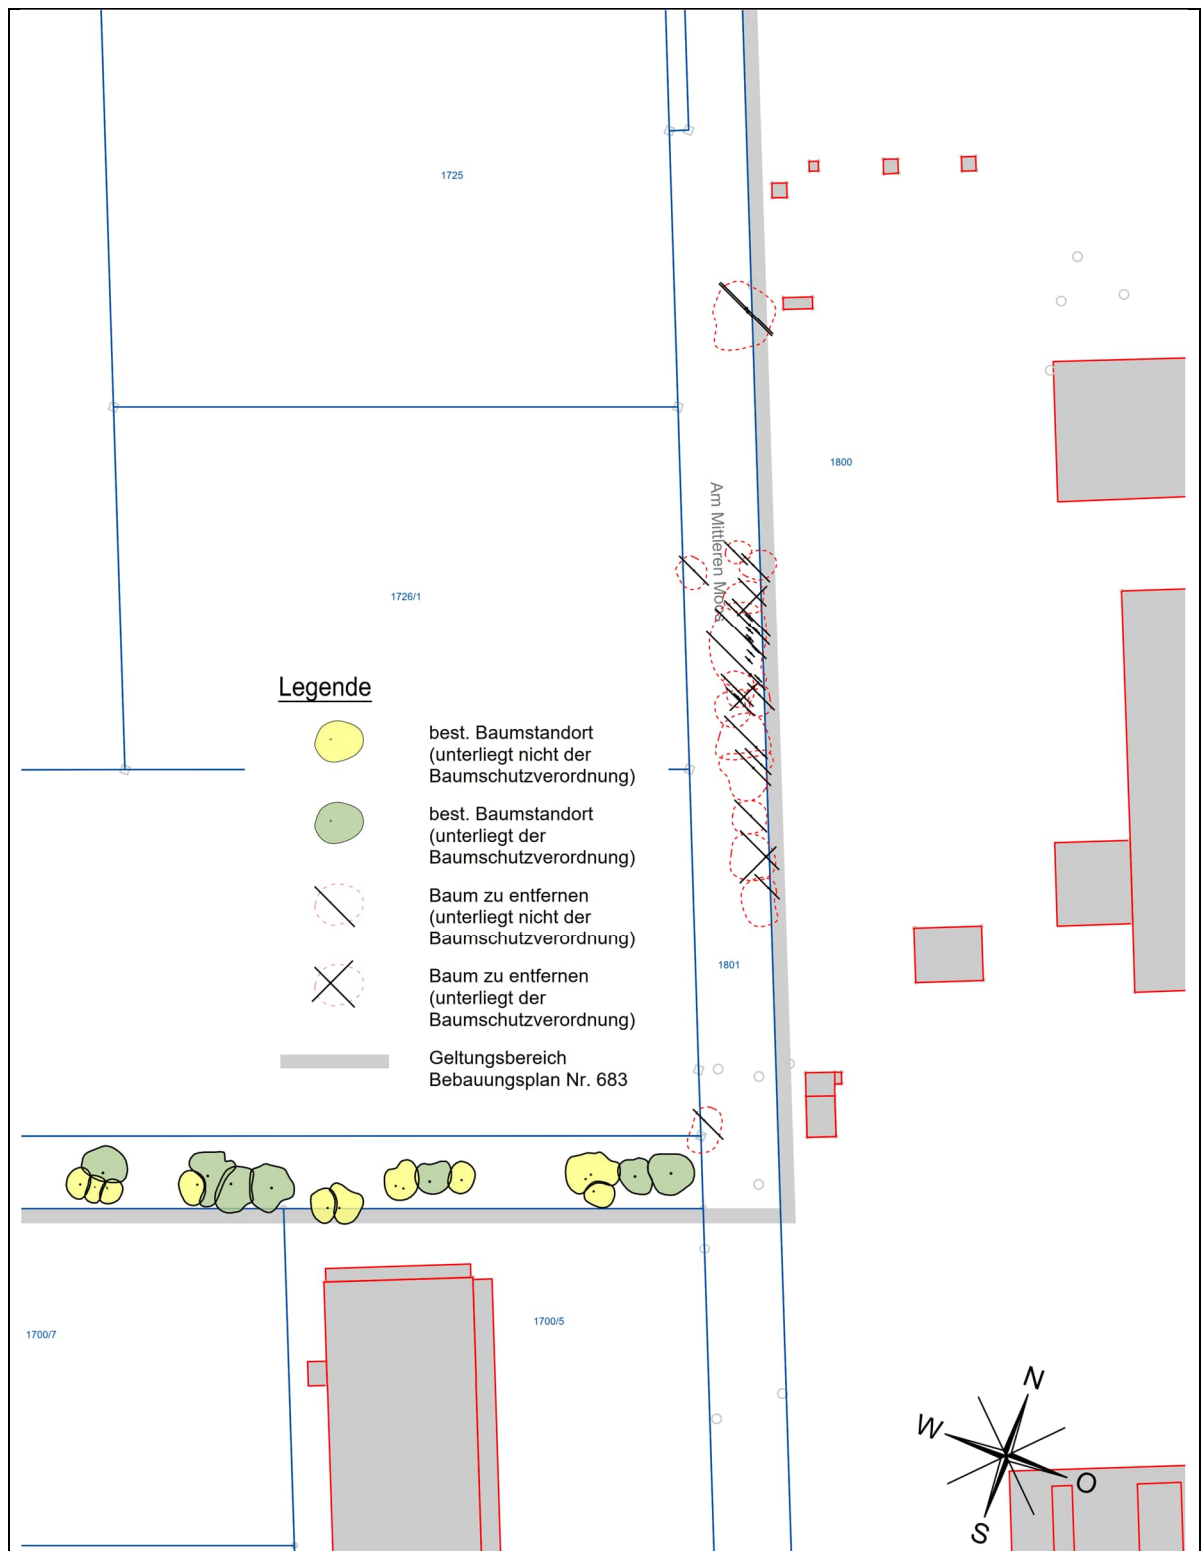 1725
1800
Am Mittleren Moos
1726/1
Legende
best. Baumstandort
(unterliegt nicht der
Baumschutzverordnung)
best. Baumstandort
(unterliegt der
Baumschutzverordnung)
Baum zu entfernen
(unterliegt nicht der
Baumschutzverordnung)
Baum zu entfernen
(unterliegt der
Baumschutzverordnung)
1801
Geltungsbereich
Bebauungsplan Nr. 683
1700/5
1700/7
N
W
O
S